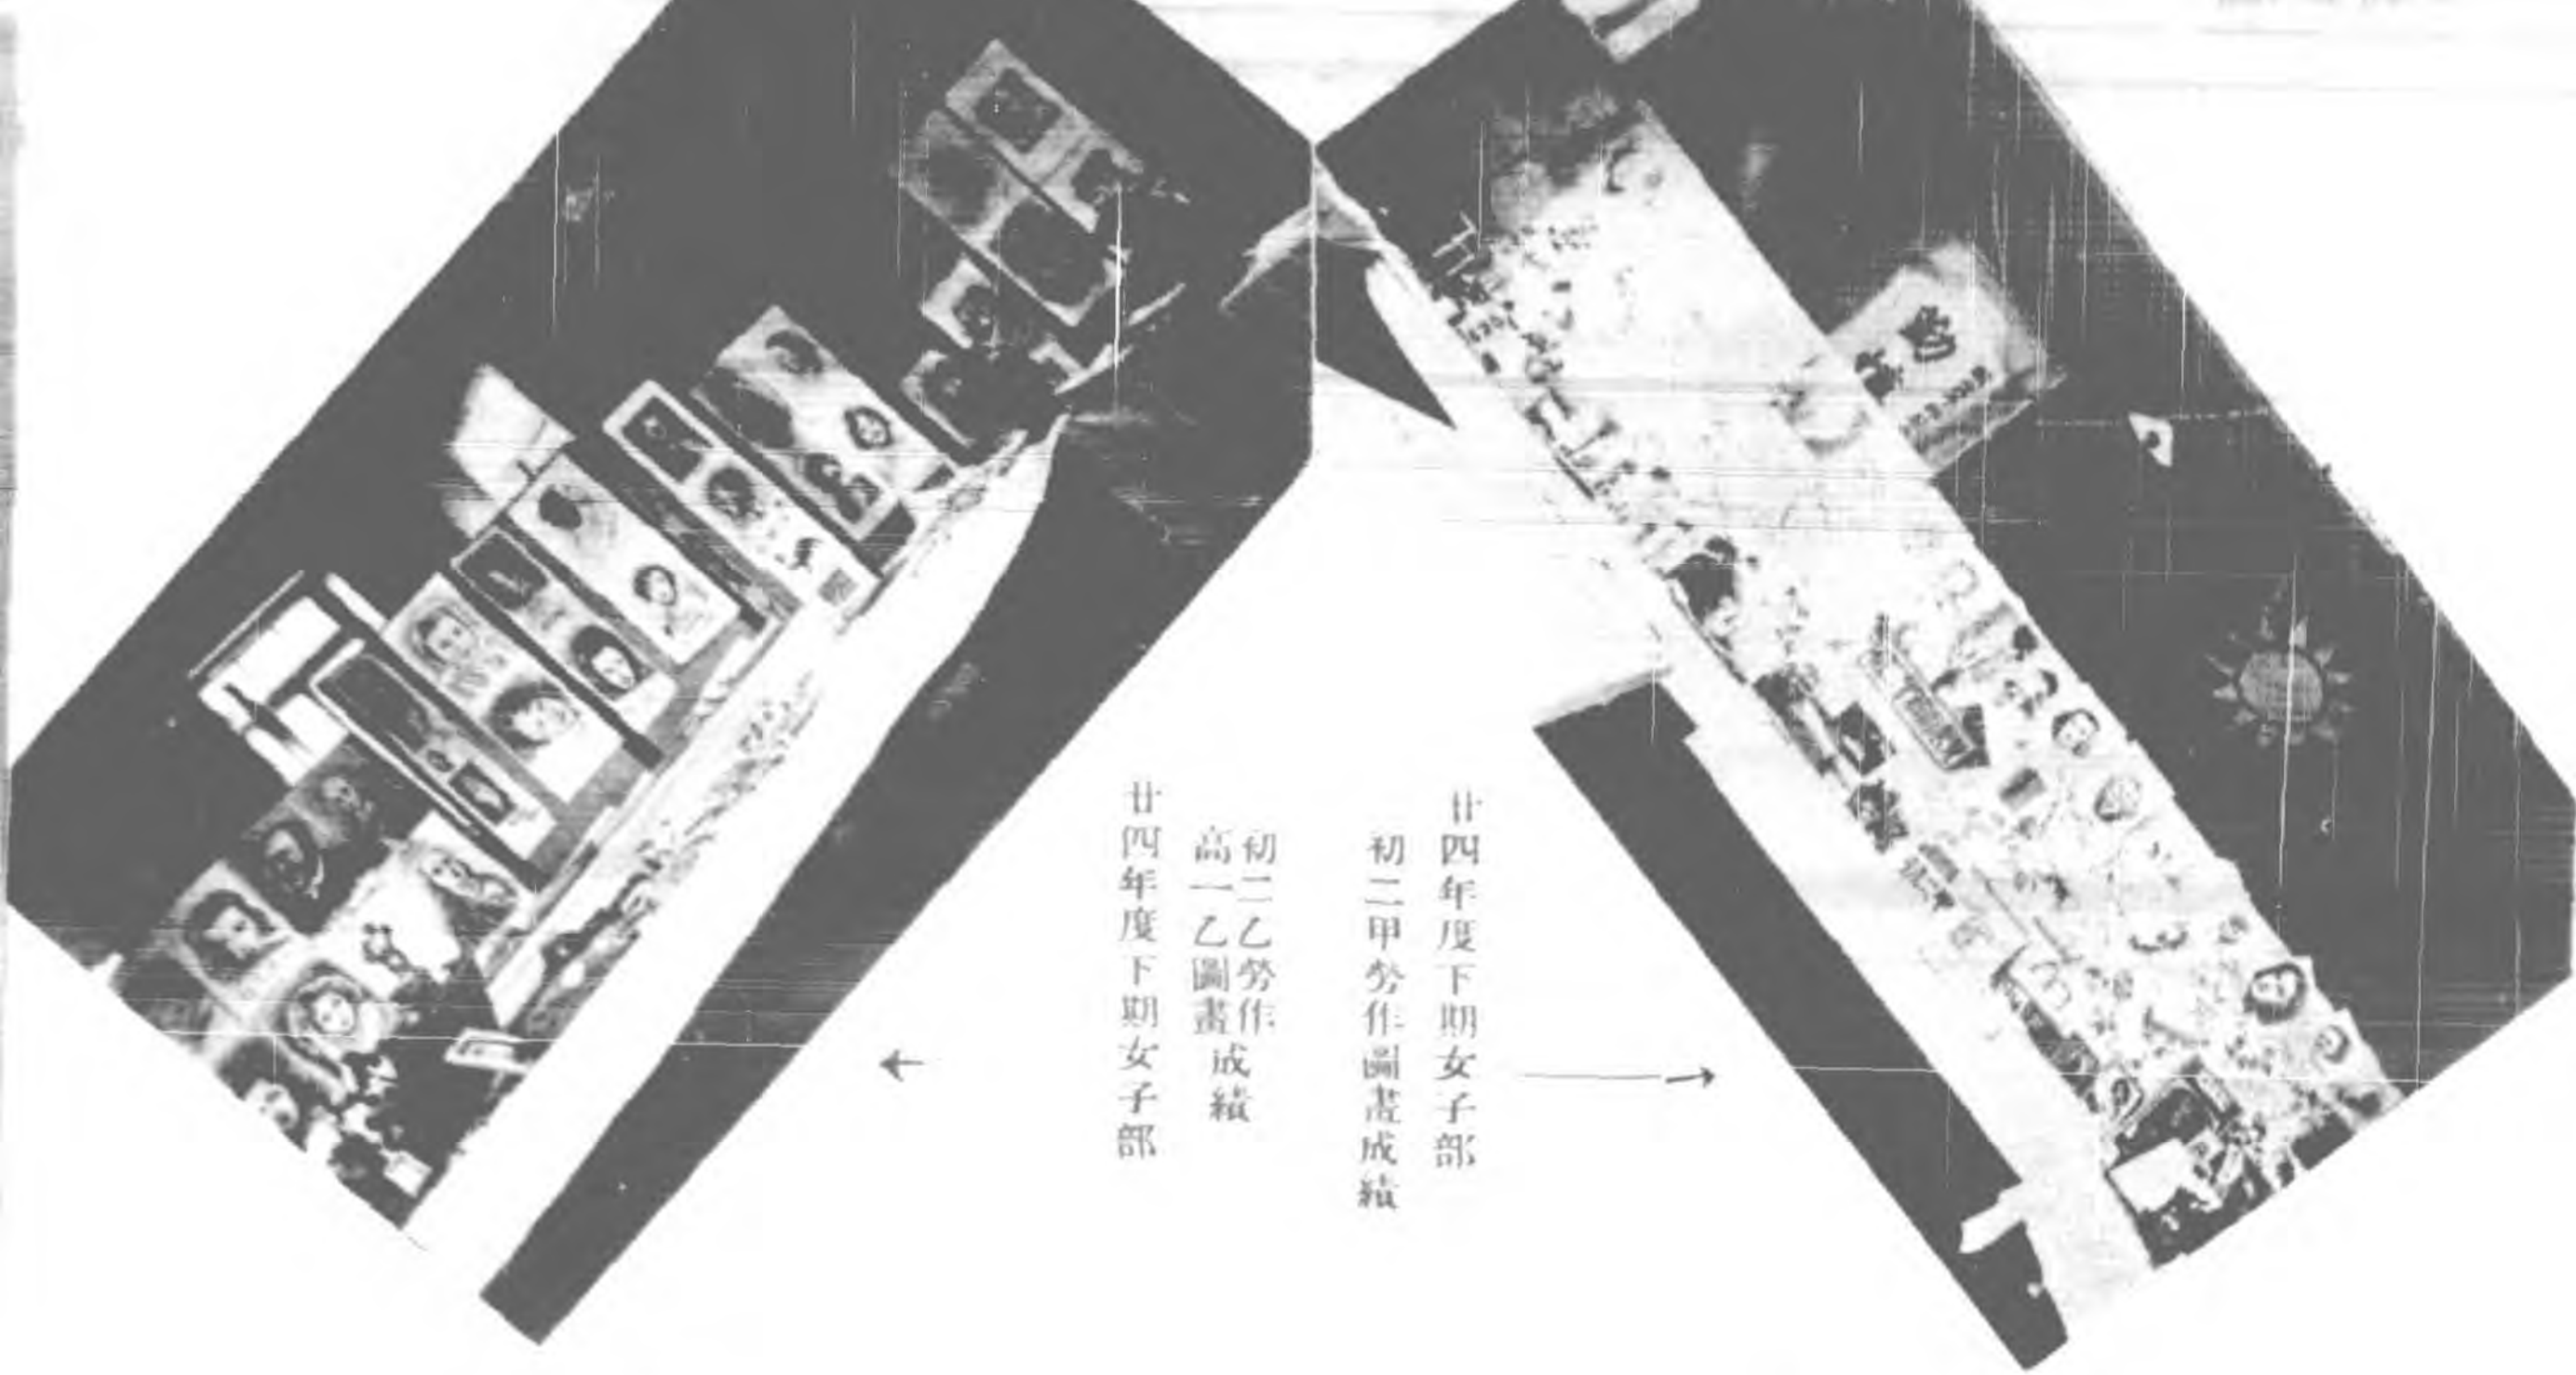 廿四年度下期女子部
初二甲勞作圖畫成績
廿四年度下期女子部
初二乙勞作
高一乙圖畫
成績